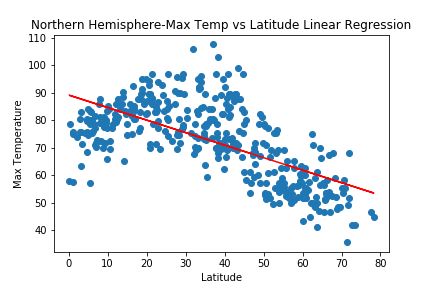 Northern Hemisphere-Max Temp vs Latitude Linear Regression
110
100
90
80
70
60
50
40
Max Temperature
0 10 20 30 40 50 60 70 80
Latitude